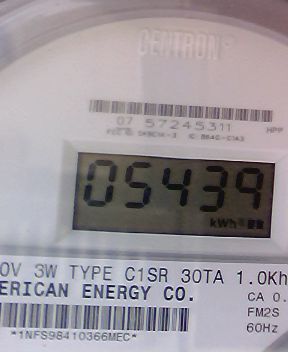 CENTRON®
07 57245311
HPP
05439
kWh
0V 3W TYPE C1SR 30TA 1.0Kh
ERICAN ENERGY CO.
CA 0.
FM2S
*1NFS98410366MEC*
60Hz